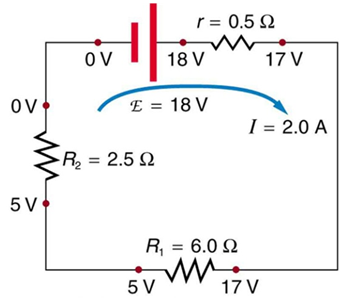 r = 0.5 Ω
0 V 18 V 17 V
0 V
ℰ = 18 V
I = 2.0 A
R₂ = 2.5 Ω
5 V
R₁ = 6.0 Ω
5 V 17 V